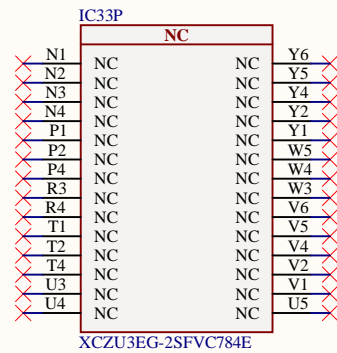 IC33P
NC
N1 NC NC Y6
N2 NC NC Y5
N3 NC NC Y4
N4 NC NC Y2
P1 NC NC Y1
P2 NC NC W5
P4 NC NC W4
R3 NC NC W3
R4 NC NC V6
T1 NC NC V5
T2 NC NC V4
T4 NC NC V2
U3 NC NC V1
U4 NC NC U5
XCZU3EG-2SFVC784E